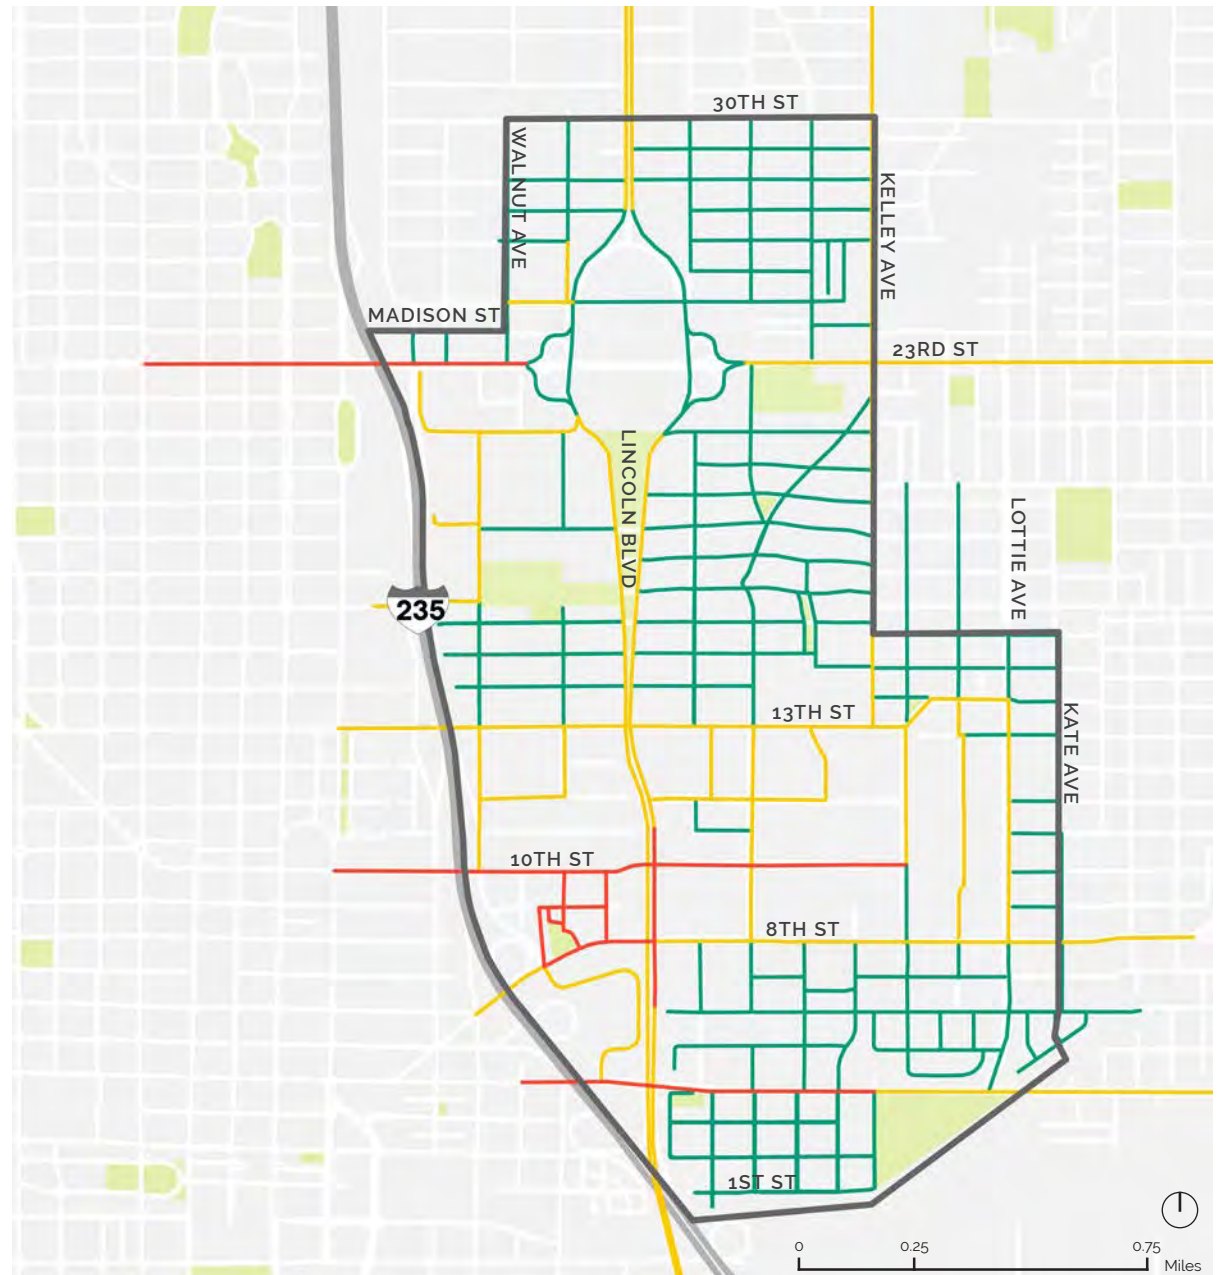 30TH ST
WALNUT AVE
KELLEY AVE
MADISON ST
23RD ST
LINCOLN BLVD
LOTTIE AVE
235
KATE AVE
13TH ST
10TH ST
8TH ST
1ST ST
0 0.25 0.75
Miles